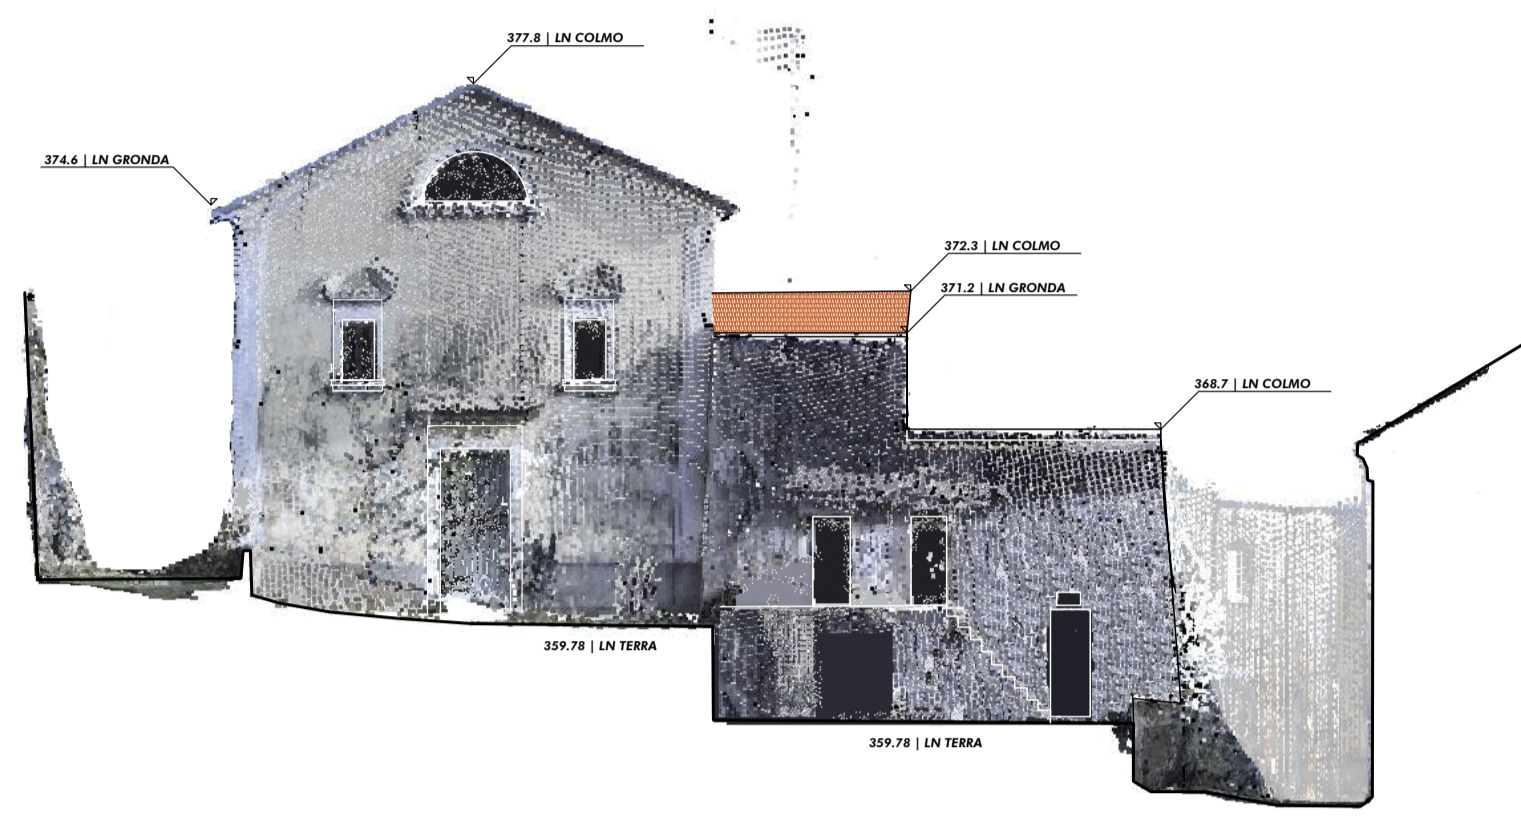 377.8 | LN COLMO
374.6 | LN GRONDA
372.3 | LN COLMO
371.2 | LN GRONDA
368.7 | LN COLMO
359.78 | LN TERRA
359.78 | LN TERRA